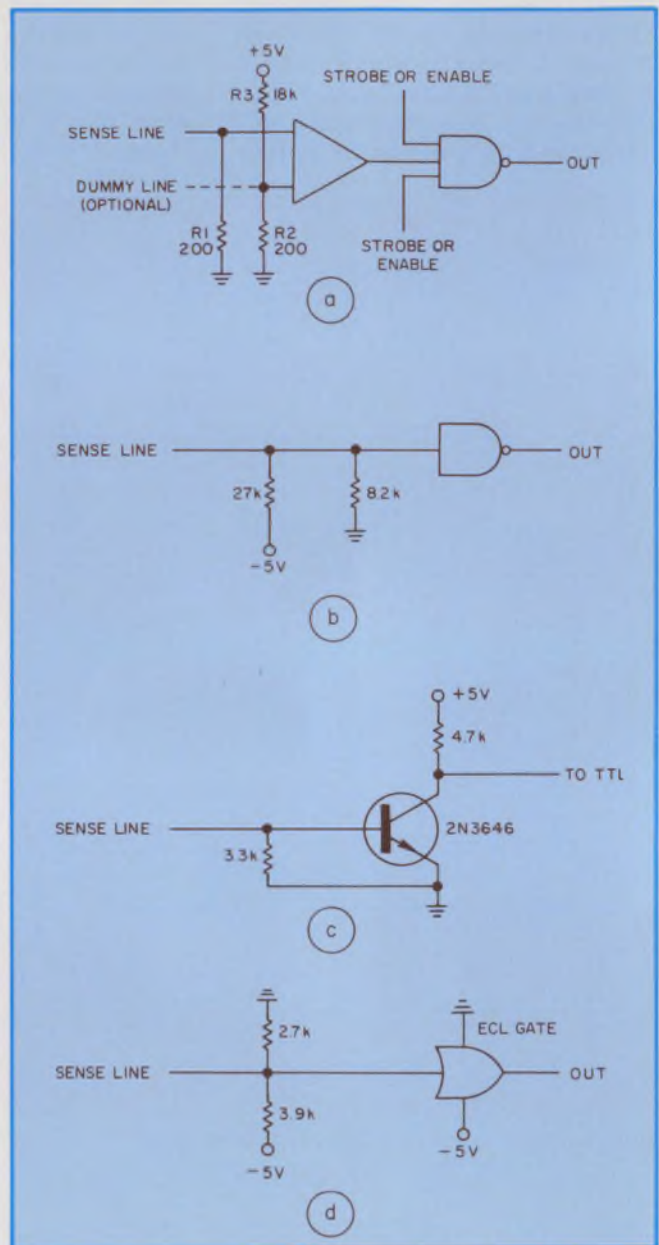 +5V
R3 18k
STROBE OR ENABLE
SENSE LINE
OUT
DUMMY LINE
(OPTIONAL)
R1
200
R2
200
STROBE OR
ENABLE
a
SENSE LINE
OUT
27k
8.2k
-5V
b
+5V
4.7k
TO TTL
SENSE LINE
2N3646
3.3k
c
2.7k
ECL GATE
SENSE LINE
OUT
3.9k
-5V
-5V
d